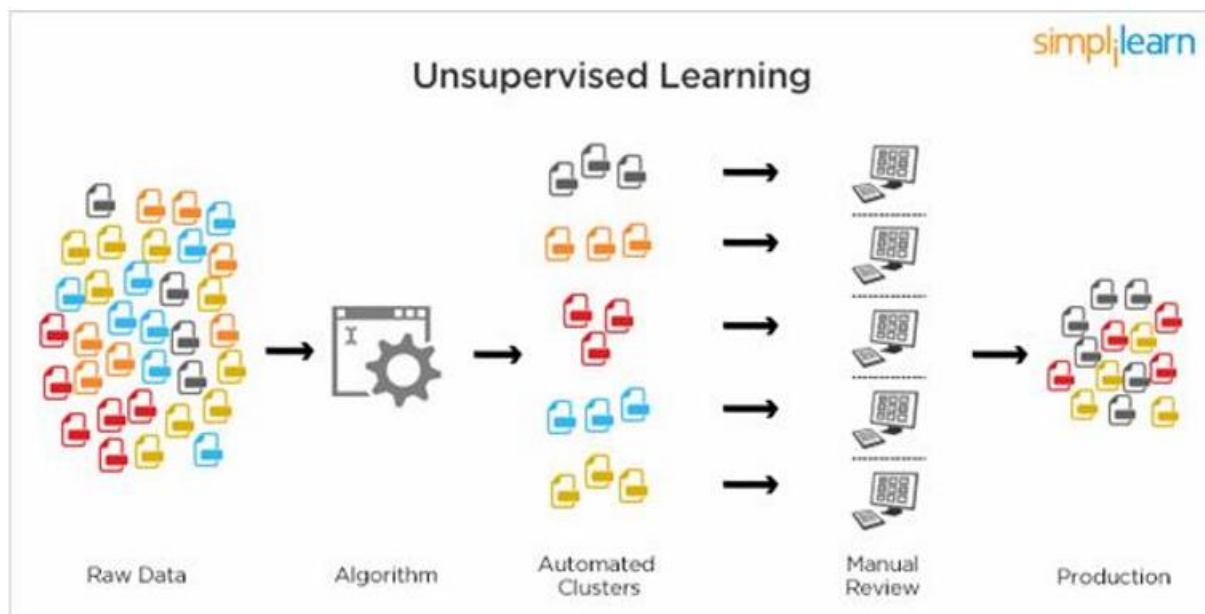 simplilearn
Unsupervised Learning
Raw Data
Algorithm
Automated
Clusters
Manual
Review
Production